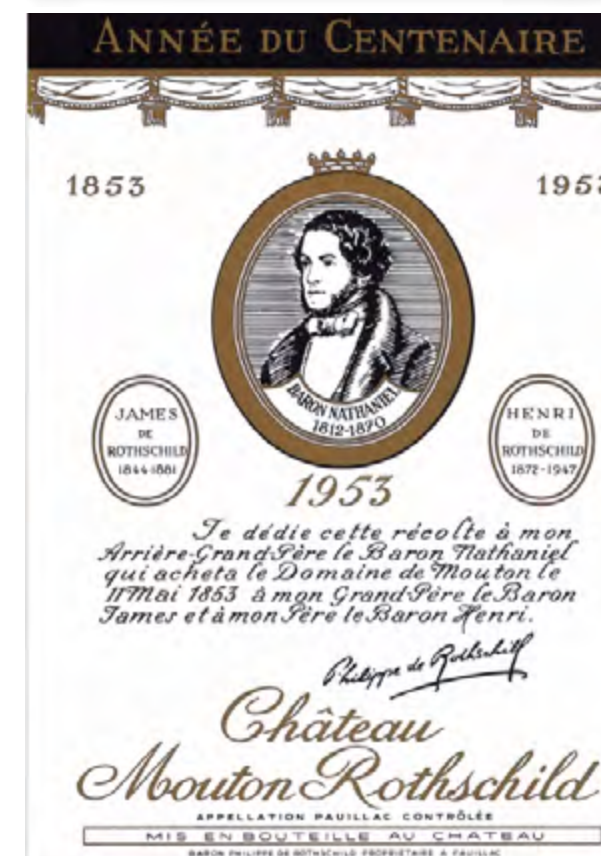 ANNÉE DU CENTENAIRE
1853
195
BARON NATHANIEL
1812-1870
JAMES
DE
ROTHSCHILD
1844-1881
HENRI
DE
ROTHSCHILD
1872-1947
1953
Je dédie cette récolte à mon
Arrière-Grand-Père le Baron Nathaniel
qui acheta le Domaine de Mouton le
11 Mai 1853 à mon Grand-Père le Baron
James et à mon Père le Baron Henri.
Philippe de Rothschild
Château
Mouton Rothschild
APPELLATION PAUILLAC CONTRÔLÉE
MIS EN BOUTEILLE AU CHATEAU
BARON PHILIPPE DE ROTHSCHILD PROPRIÉTAIRE A PAUILLAC